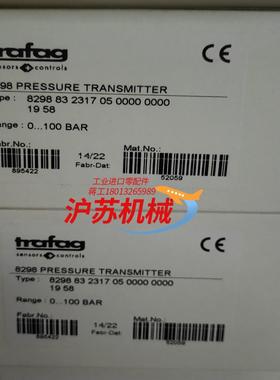 trafag
sensors controls
CE
8298 PRESSURE TRANSMITTER
Type : 8298 83 2317 05 0000 0000
19 58
Range : 0...100 BAR
Fabr.No.:
895422
14/22
Fabr-Dat:
Mat.No.:
52059
工业进口零配件
蒋工18013265989
沪苏机械
trafag
sensors controls
CE
8298 PRESSURE TRANSMITTER
Type : 8298 83 2317 05 0000 0000
19 58
Range : 0...100 BAR
Fabr.No.:
895422
14/22
Fabr-Dat:
Mat.No.:
52059